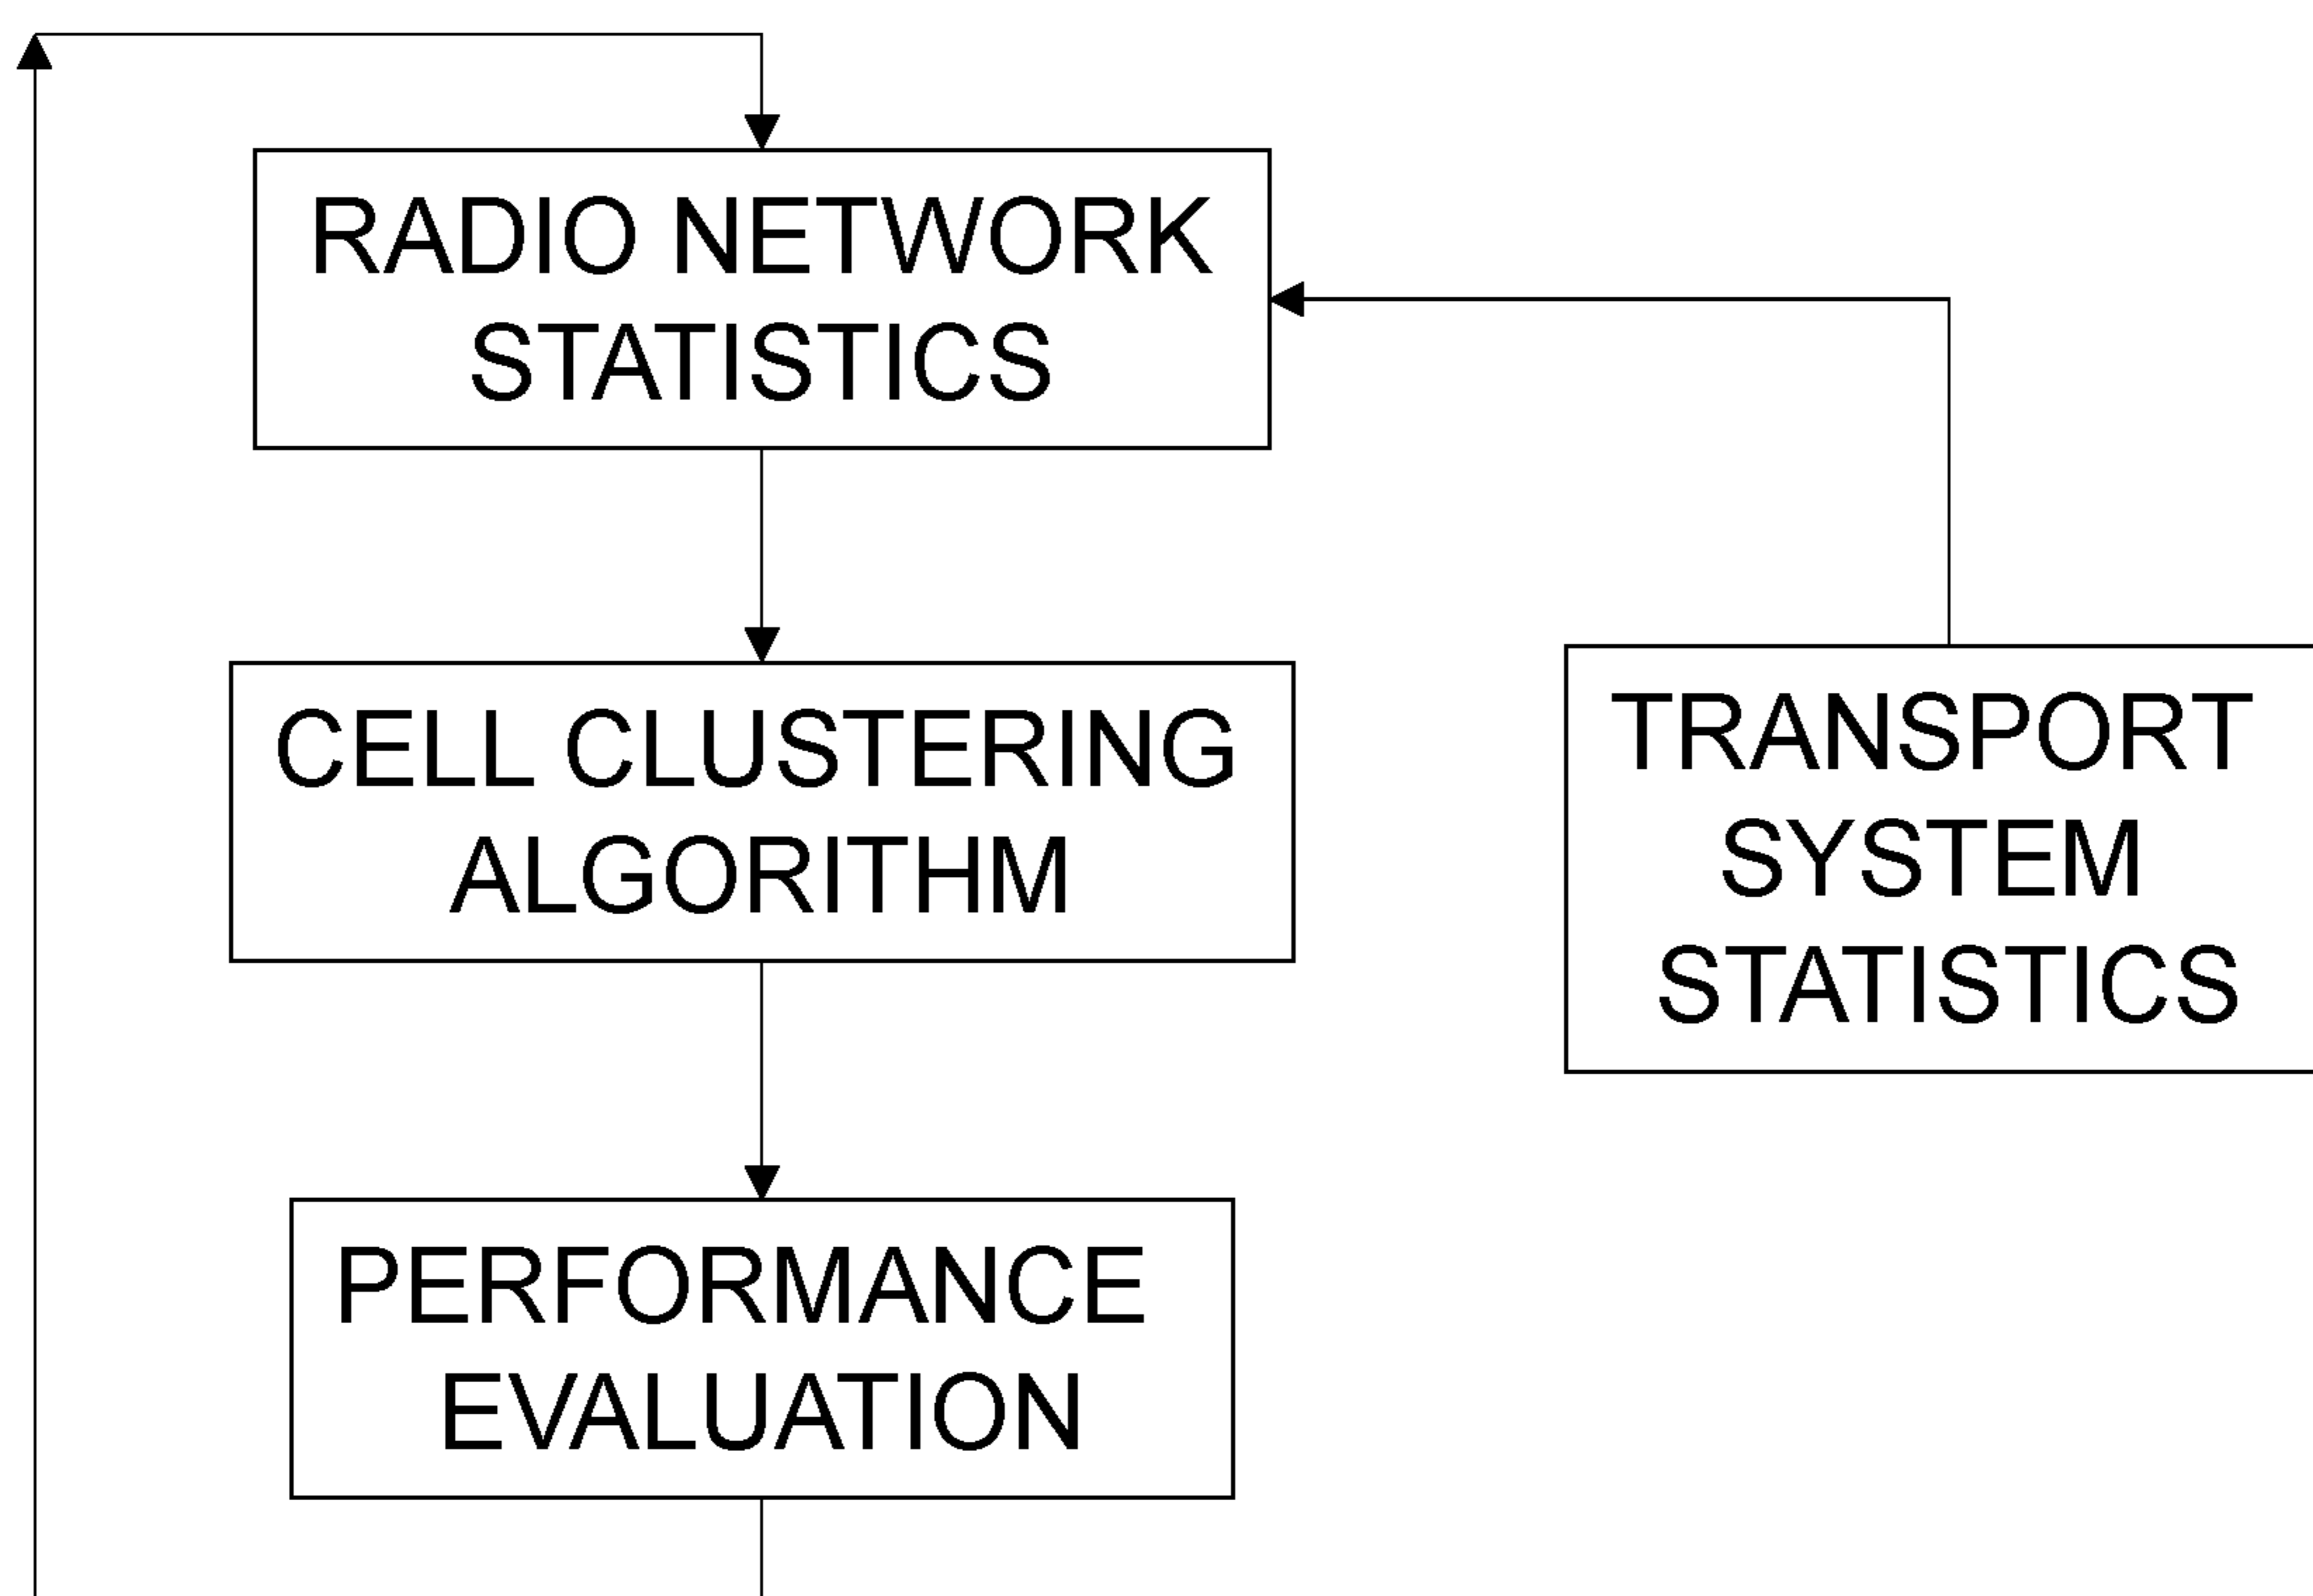 RADIO NETWORK
STATISTICS
CELL CLUSTERING
ALGORITHM
TRANSPORT
SYSTEM
STATISTICS
PERFORMANCE
EVALUATION